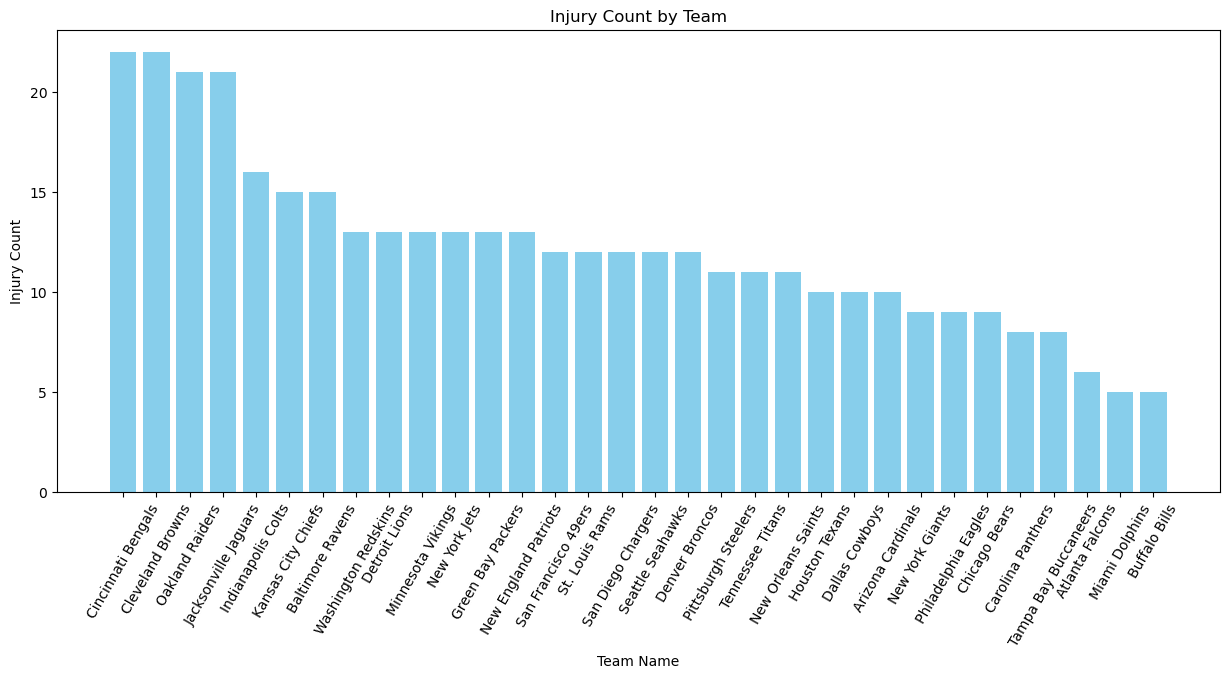 Injury Count by Team
Injury Count
20
15
10
5
0
Cincinnati Bengals
Cleveland Browns
Oakland Raiders
Jacksonville Jaguars
Indianapolis Colts
Kansas City Chiefs
Baltimore Ravens
Washington Redskins
Detroit Lions
Minnesota Vikings
New York Jets
Green Bay Packers
New England Patriots
San Francisco 49ers
St. Louis Rams
San Diego Chargers
Seattle Seahawks
Denver Broncos
Pittsburgh Steelers
Tennessee Titans
New Orleans Saints
Houston Texans
Dallas Cowboys
Arizona Cardinals
New York Giants
Philadelphia Eagles
Chicago Bears
Carolina Panthers
Tampa Bay Buccaneers
Atlanta Falcons
Miami Dolphins
Buffalo Bills
Team Name